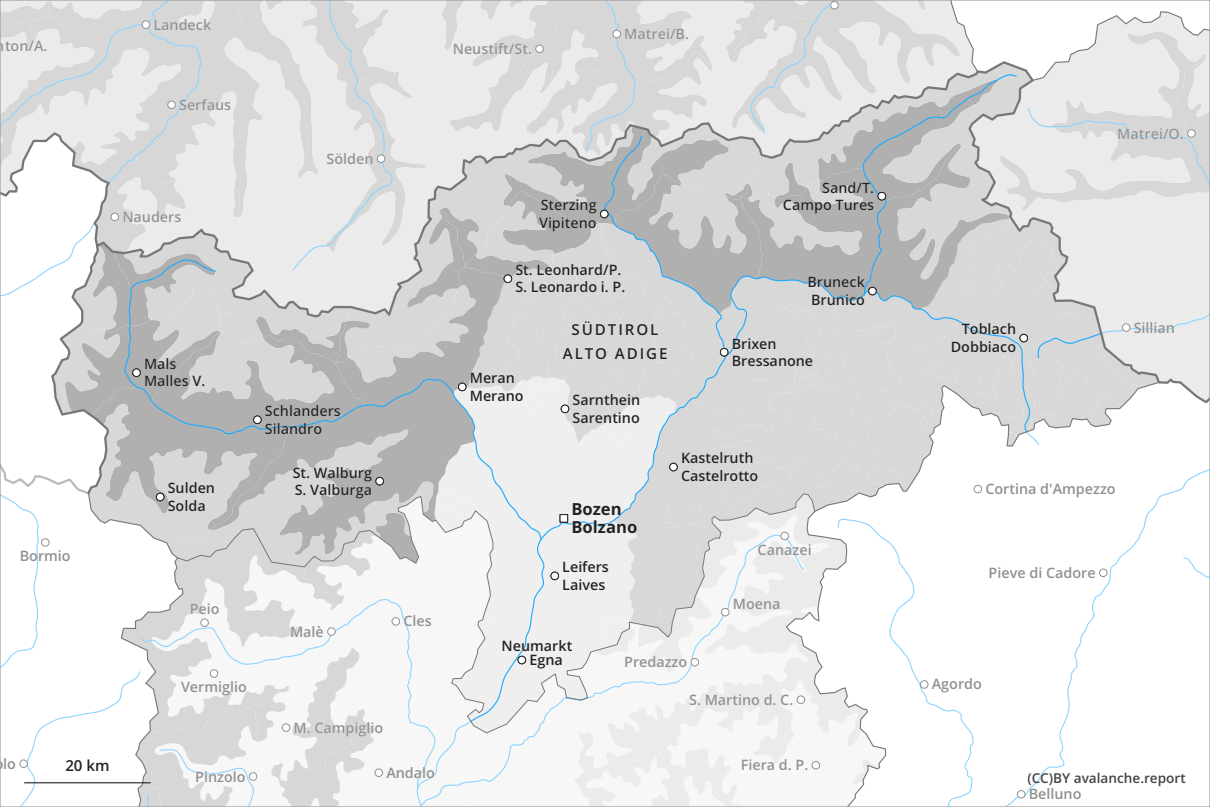 Landeck
nton/A.
Neustift/St.
Matrei/B.
Serfaus
Matrei/O.
Sölden
Sand/T.
Campo Tures
Sterzing
Vipiteno
Nauders
St. Leonhard/P.
S. Leonardo i. P.
Bruneck
Brunico
SÜDTIROL
ALTO ADIGE
Toblach
Dobbiaco
Sillian
Brixen
Bressanone
Mals
Malles V.
Meran
Merano
Sarnthein
Sarentino
Schlanders
Silandro
Kastelruth
Castelrotto
St. Walburg
S. Valburga
Sulden
Solda
Cortina d'Ampezzo
Bozen
Bolzano
Bormio
Canazei
Leifers
Laives
Pieve di Cadore
Peio
Moena
Cles
Malè
Neumarkt
Egna
Predazzo
Vermiglio
Agordo
S. Martino d. C.
M. Campiglio
olo
20 km
Pinzolo
Andalo
Fiera d. P.
(CC)BY avalanche.report
Belluno